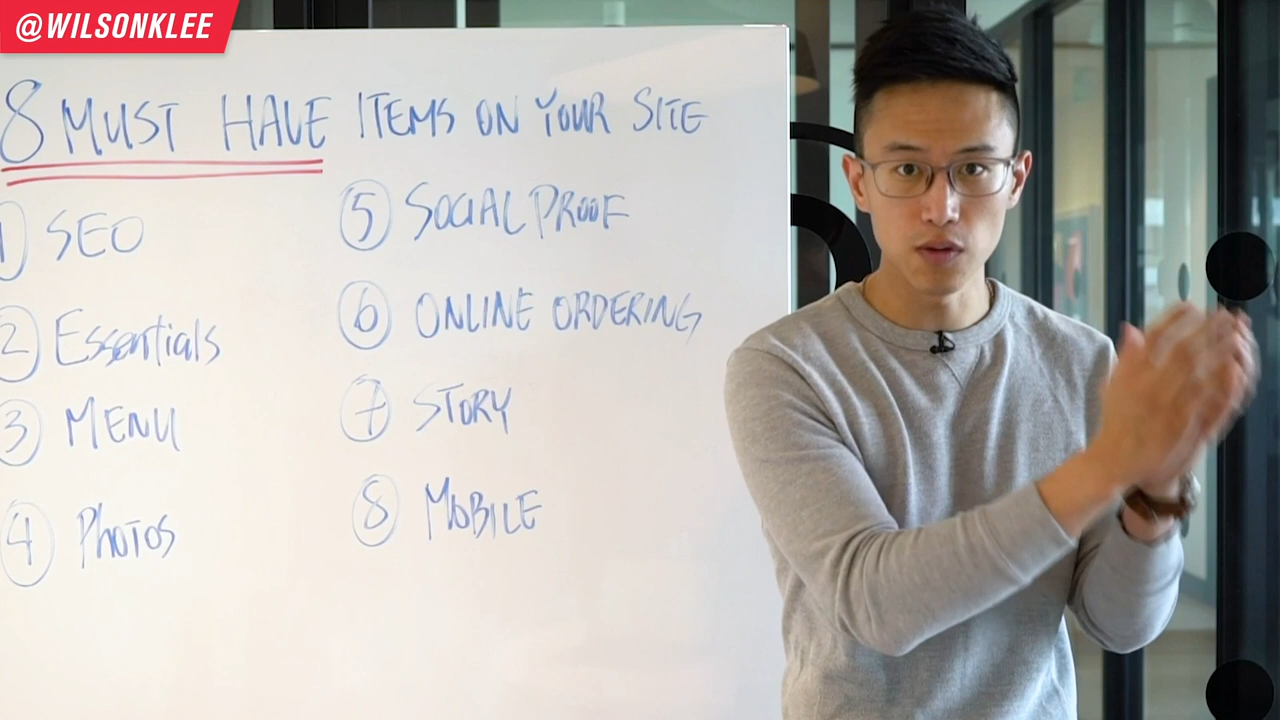 @WILSONKLEE
8 MUST HAVE ITEMS ON YOUR SITE
1 SEO
2 Essentials
3 MENU
4 PHOTOS
5 SOCIAL PROOF
6 ONLINE ORDERING
7 STORY
8 MOBILE